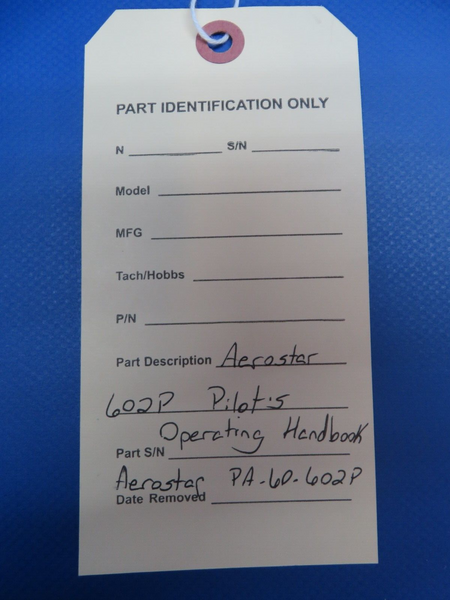 PART IDENTIFICATION ONLY
N S/N
Model
MFG
Tach/Hobbs
P/N
Part Description Aerostar
602P Pilot's
Operating Handbook
Part S/N
Aerostar PA-60-602P
Date Removed